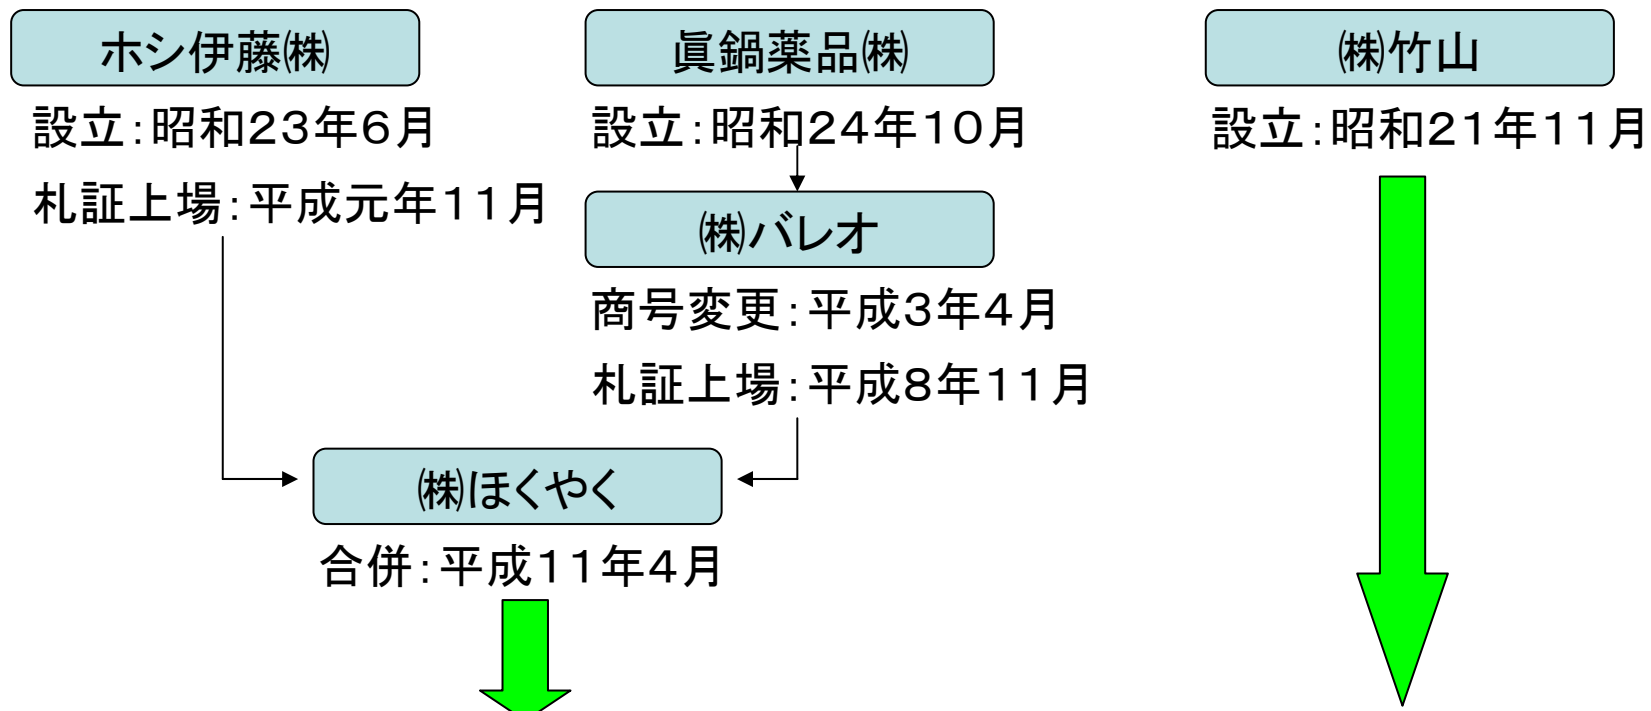 ホシ伊藤㈱
設立：昭和２３年６月
札証上場：平成元年１１月
眞鍋薬品㈱
設立：昭和２４年１０月
㈱バレオ
商号変更：平成３年４月
札証上場：平成８年１１月
㈱ほくやく
合併：平成１１年４月
㈱竹山
設立：昭和２１年１１月